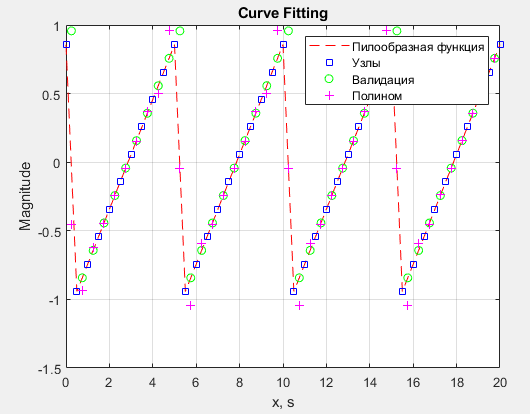 Curve Fitting
Пилообразная функция
Узлы
Валидация
Полином
Magnitude
1
0.5
0
-0.5
-1
-1.5
0 2 4 6 8 10 12 14 16 18 20
x, s